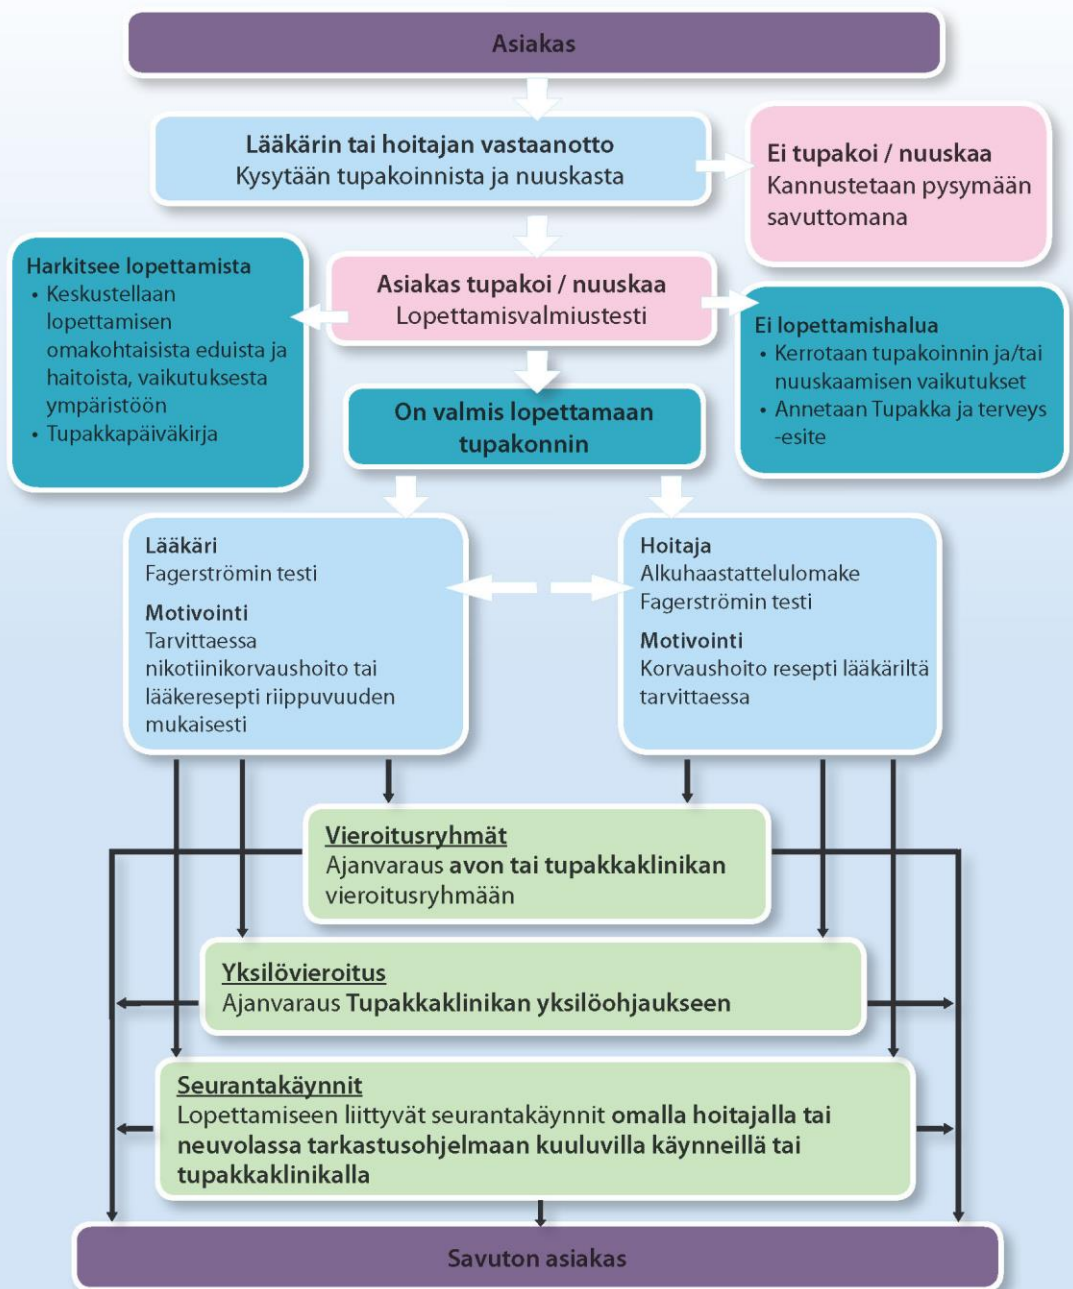 Asiakas
Lääkärin tai hoitajan vastaanotto
Kysytään tupakoinnista ja nuuskasta
Ei tupakoi / nuuskaa
Kannustetaan pysymään
savuttomana
Harkitsee lopettamista
• Keskustellaan
lopettamisen
omakohtaisista eduista ja
haitoista, vaikutuksesta
ympäristöön
• Tupakkapäiväkirja
Asiakas tupakoi / nuuskaa
Lopettamisvalmiustesti
Ei lopettamishalua
• Kerrotaan tupakoinnin ja/tai
nuuskaamisen vaikutukset
• Annetaan Tupakka ja terveys
-esite
On valmis lopettamaan
tupakonnin
Lääkäri
Fagerströmin testi
Motivointi
Tarvittaessa
nikotiinikorvaushoito tai
lääkeresepti riippuvuuden
mukaisesti
Hoitaja
Alkuhaastattelulomake
Fagerströmin testi
Motivointi
Korvaushoito resepti lääkäriltä
tarvittaessa
Vieroitusryhmät
Ajanvaraus avon tai tupakkaklinikan
vieroitusryhmään
Yksilövieroitus
Ajanvaraus Tupakkaklinikan yksilöohjaukseen
Seurantakäynnit
Lopettamiseen liittyvät seurantakäynnit omalla hoitajalla tai
neuvolassa tarkastusohjelmaan kuuluvilla käynneillä tai
tupakkaklinikalla
Savuton asiakas